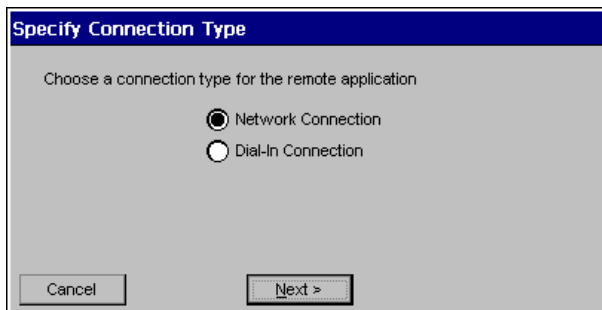 Specify Connection Type
Choose a connection type for the remote application
Network Connection
Dial-In Connection
Cancel
Next >